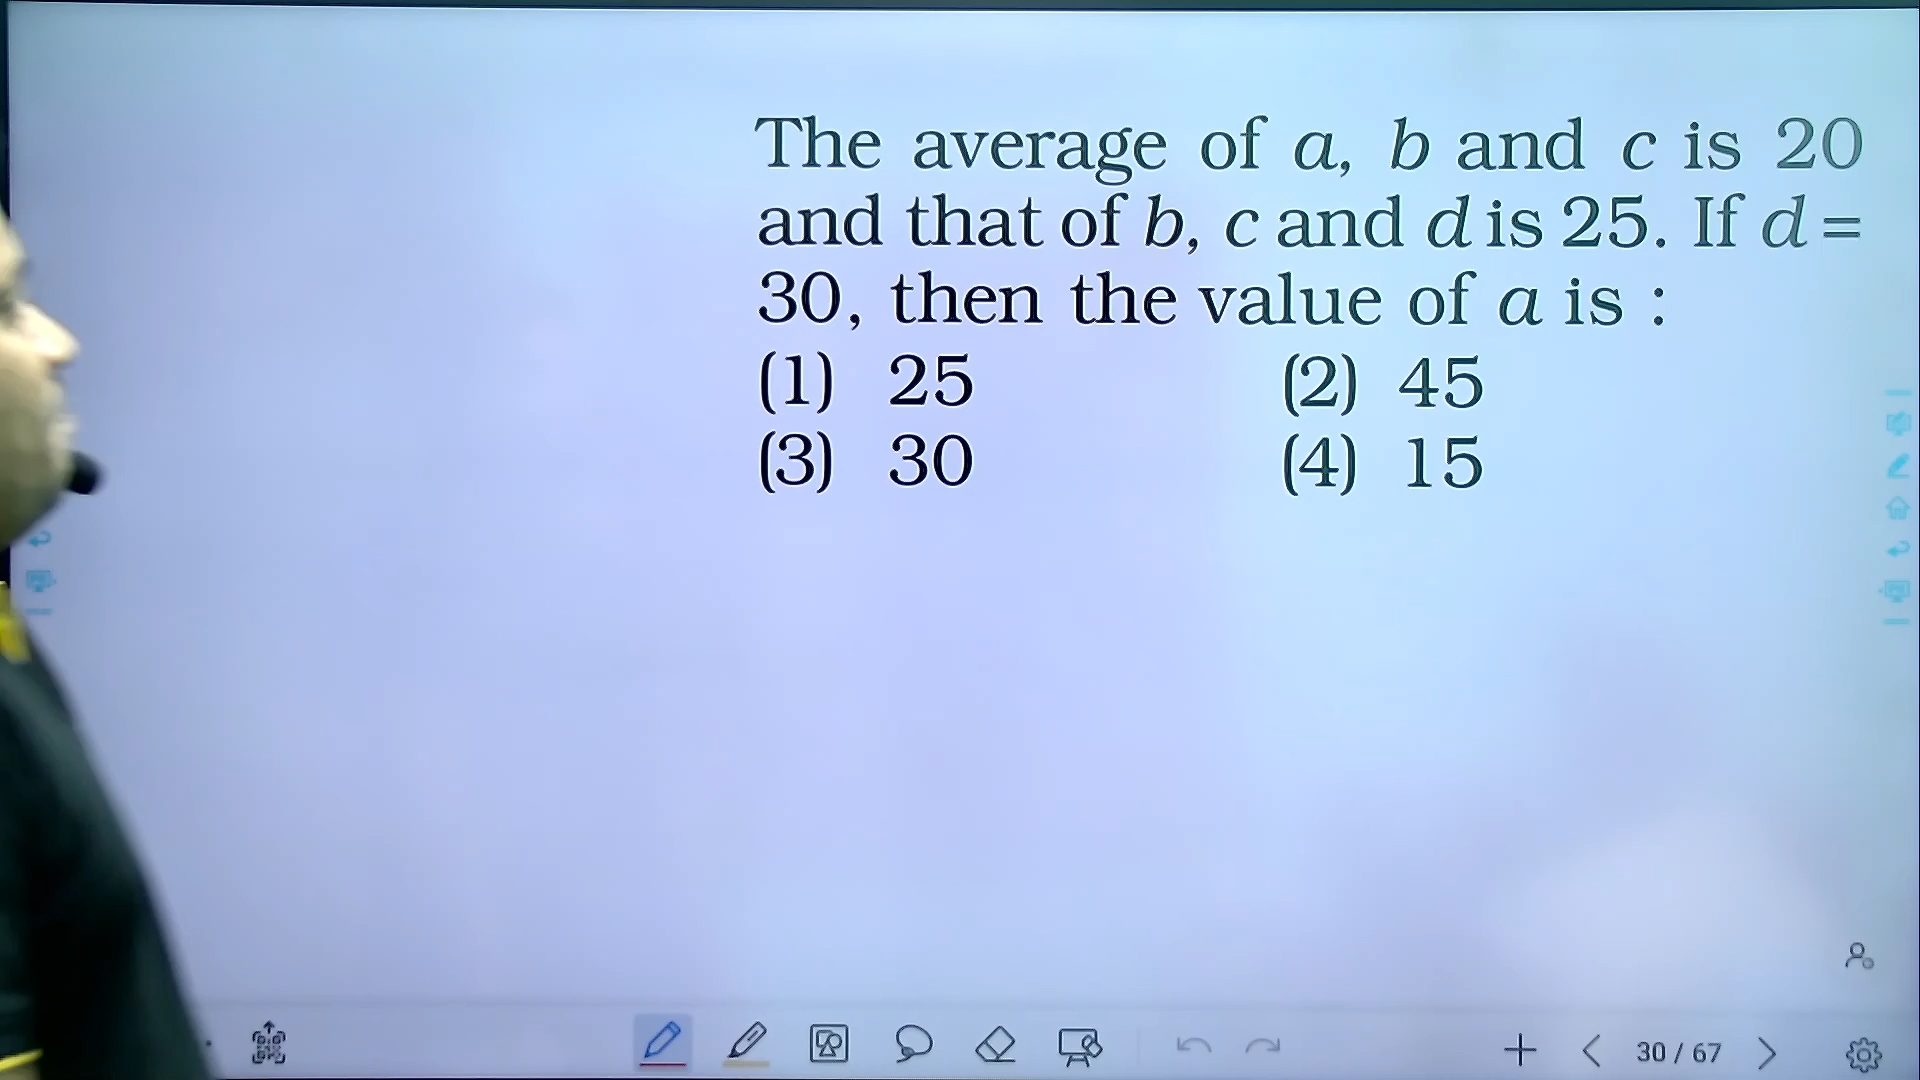 The average of a, b and c is 20
and that of b, c and d is 25. If d =
30, then the value of a is :
(1) 25 (2) 45
(3) 30 (4) 15
30 / 67